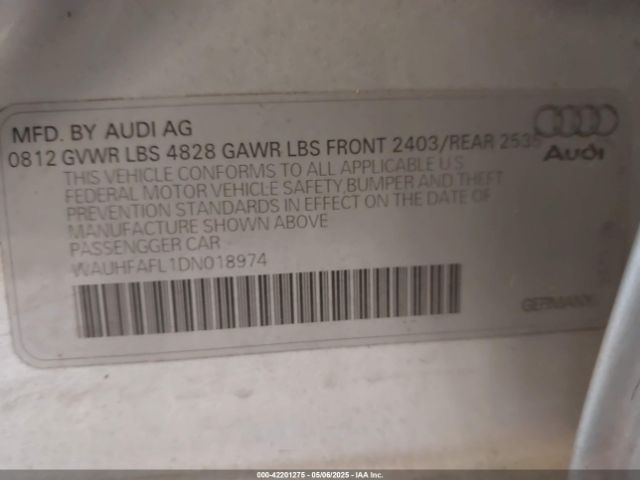 MFD. BY AUDI AG
0812 GVWR LBS 4828 GAWR LBS FRONT 2403/REAR 2535
Audi
THIS VEHICLE CONFORMS TO ALL APPLICABLE U.S.
FEDERAL MOTOR VEHICLE SAFETY,BUMPER AND THEFT
PREVENTION STANDARDS IN EFFECT ON THE DATE OF
MANUFACTURE SHOWN ABOVE
PASSENGGER CAR
WAUHFAFL1DN018974
GERMANY
000-42201275 - 05/06/2025 - IAAI, Inc.